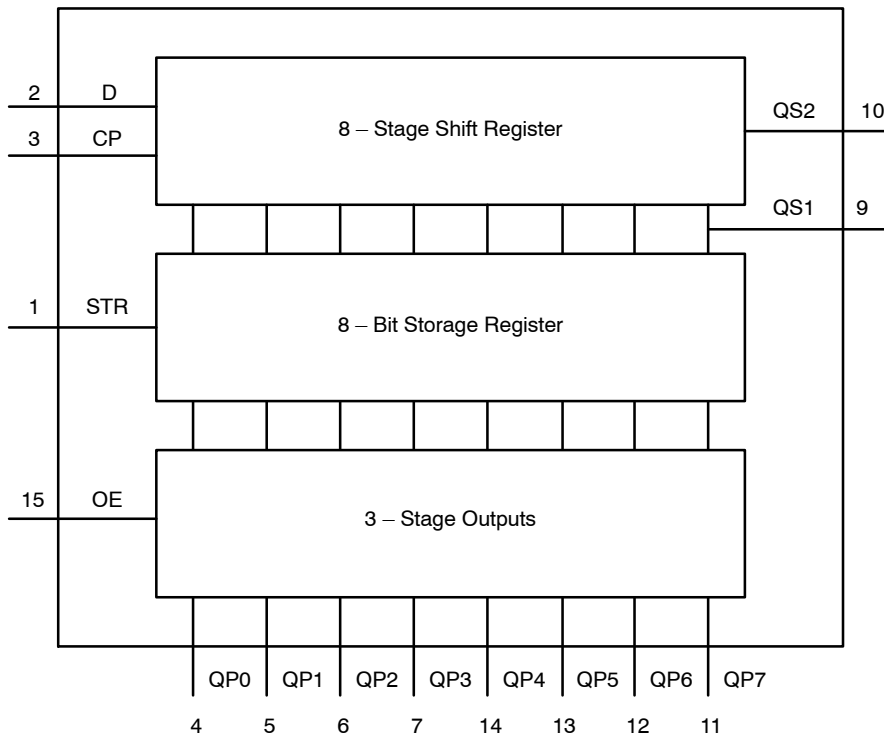 2 D
3 CP
8 – Stage Shift Register
QS2 10
QS1 9
1 STR
8 – Bit Storage Register
15 OE
3 – Stage Outputs
QP0 QP1 QP2 QP3 QP4 QP5 QP6 QP7
4 5 6 7 14 13 12 11